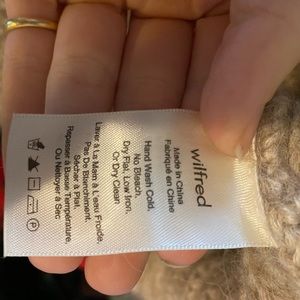 wilfred
Made in China
Fabriqué en Chine
Hand Wash Cold,
No Bleach,
Dry Flat, Low Iron,
Or Dry Clean
Laver à La Main à L'eau Froide,
Pas De Blanchiment,
Sécher à Plat,
Repasser à Basse Température,
Ou Nettoyer à Sec